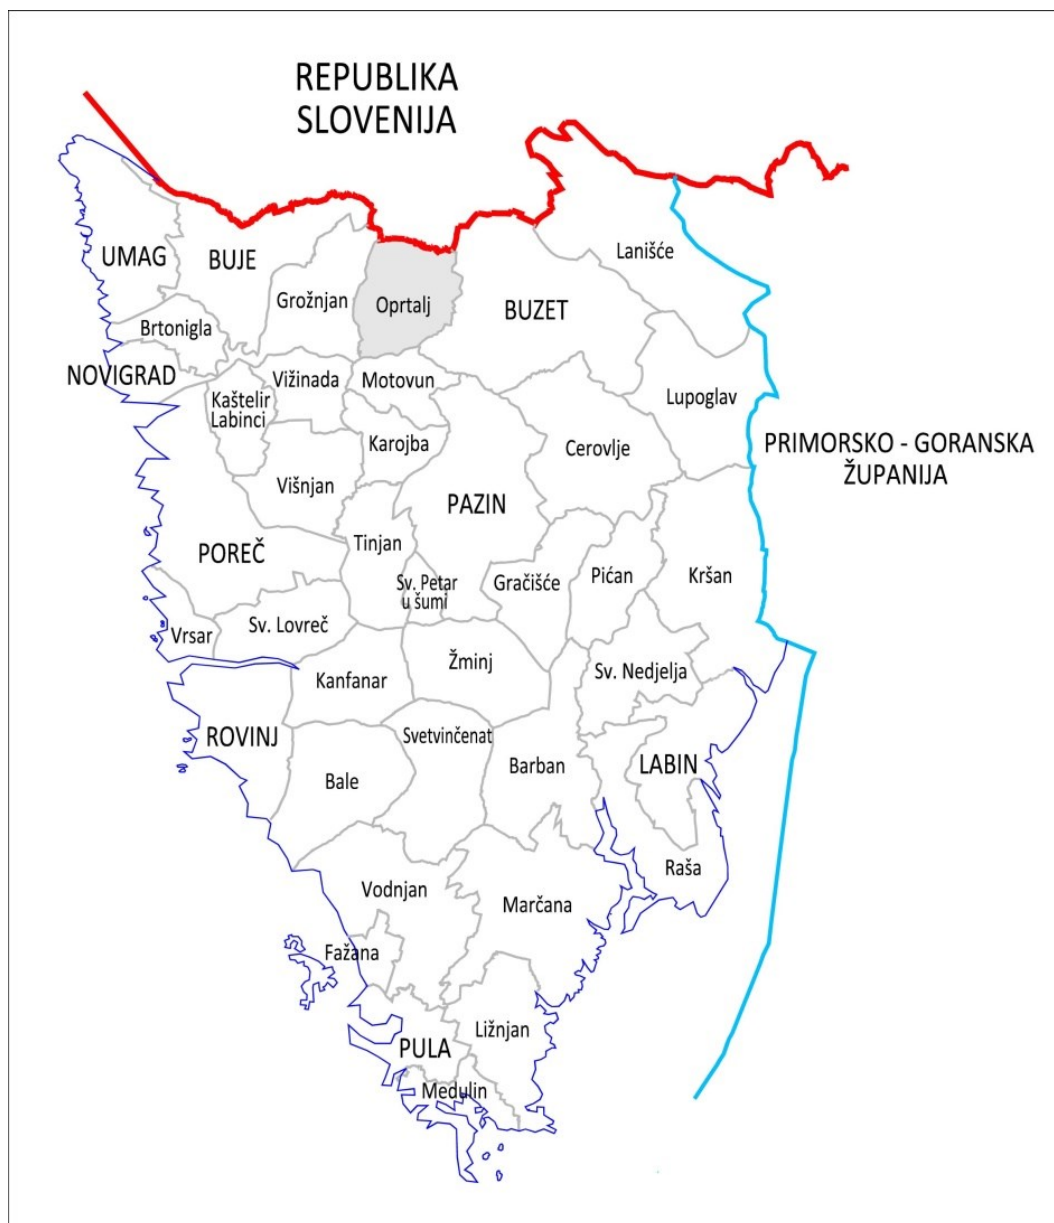 REPUBLIKA
SLOVENIJA
Lanišće
UMAG
BUJE
Grožnjan
Oprtalj
BUZET
Brtonigla
NOVIGRAD
Vižinada
Motovun
Kaštelir
Labinci
Lupoglav
Karojba
Cerovlje
PRIMORSKO - GORANSKA
ŽUPANIJA
Višnjan
PAZIN
Tinjan
POREČ
Sv. Petar
u šumi
Gračišće
Pićan
Kršan
Vrsar
Sv. Lovreč
Žminj
Kanfanar
Sv. Nedjelja
ROVINJ
Svetvinčenat
Bale
Barban
LABIN
Raša
Vodnjan
Marčana
Fažana
Ližnjan
PULA
Medulin